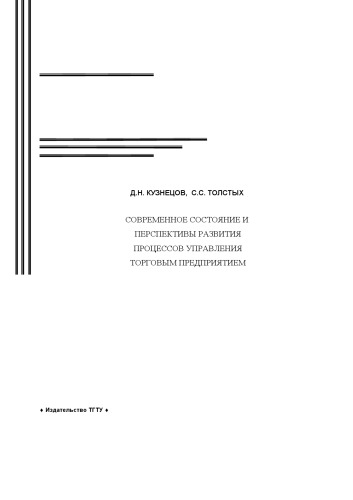 Д.Н. КУЗНЕЦОВ, С.С. ТОЛСТЫХ
СОВРЕМЕННОЕ СОСТОЯНИЕ И
ПЕРСПЕКТИВЫ РАЗВИТИЯ
ПРОЦЕССОВ УПРАВЛЕНИЯ
ТОРГОВЫМ ПРЕДПРИЯТИЕМ
♦ Издательство ТГТУ ♦